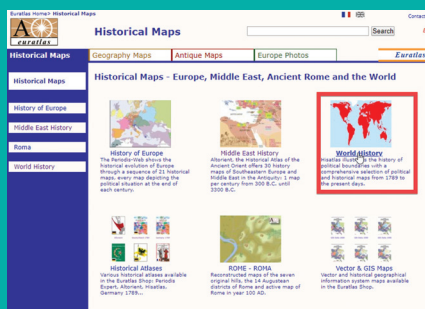 Euratlas Home> Historical Maps
Contact
Historical Maps
Search
euratlas
Historical Maps
Geography Maps
Antique Maps
Europe Photos
Euratlas
Historical Maps
History of Europe
Middle East History
Roma
World History
Historical Maps - Europe, Middle East, Ancient Rome and the World
History of Europe
The Periodis-Web shows the
historical evolution of Europe
through a sequence of 21 historical
maps, every map depicting the
political situation at the end of
each century.
Middle East History
Altorient, the Historical Atlas of the
Ancient Orient offers 30 history
maps of Southeastern Europe and
Middle East in the Antiquity: 1 map
per century from 300 B.C. until
3300 B.C.
World History
Hisatlas illustrates the history of
political boundaries with a
comprehensive selection of political
and historical maps from 1789 to
the present days.
Historical Atlases
Various historical atlases available
in the Euratlas Shop: Periodis
Expert, Altorient, Hisatlas,
Germany 1789...
ROME - ROMA
Reconstructed maps of the seven
original hills, the 14 Augustean
districts of Rome and active map of
Rome in year 100 AD.
Vector & GIS Maps
Vector and historical geographical
information system maps available
in the Euratlas Shop.